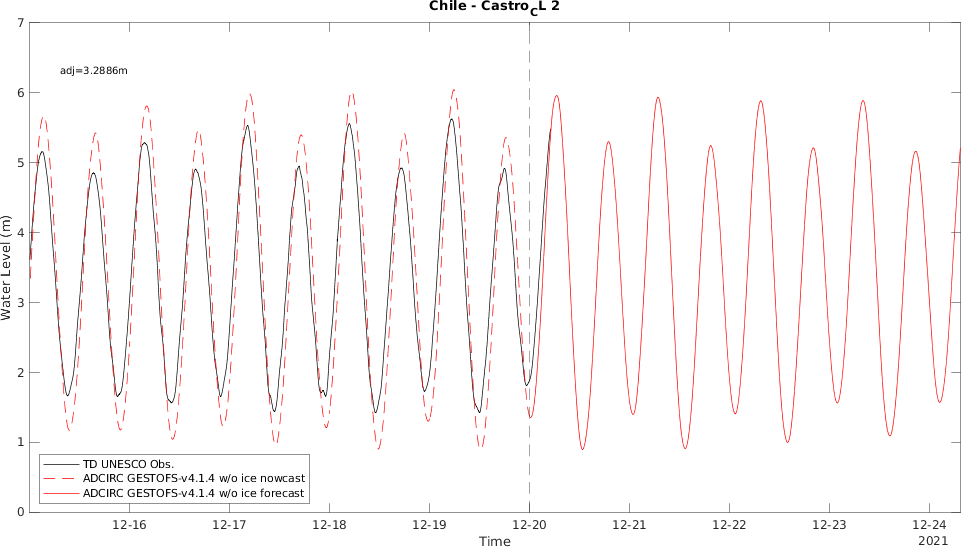 Chile - Castro_CL 2
adj=3.2886m
Water Level (m)
7
6
5
4
3
2
1
0
TD UNESCO Obs.
ADCIRC GESTOFS-v4.1.4 w/o ice nowcast
ADCIRC GESTOFS-v4.1.4 w/o ice forecast
12-16 12-17 12-18 12-19 12-20 12-21 12-22 12-23 12-24
Time
2021